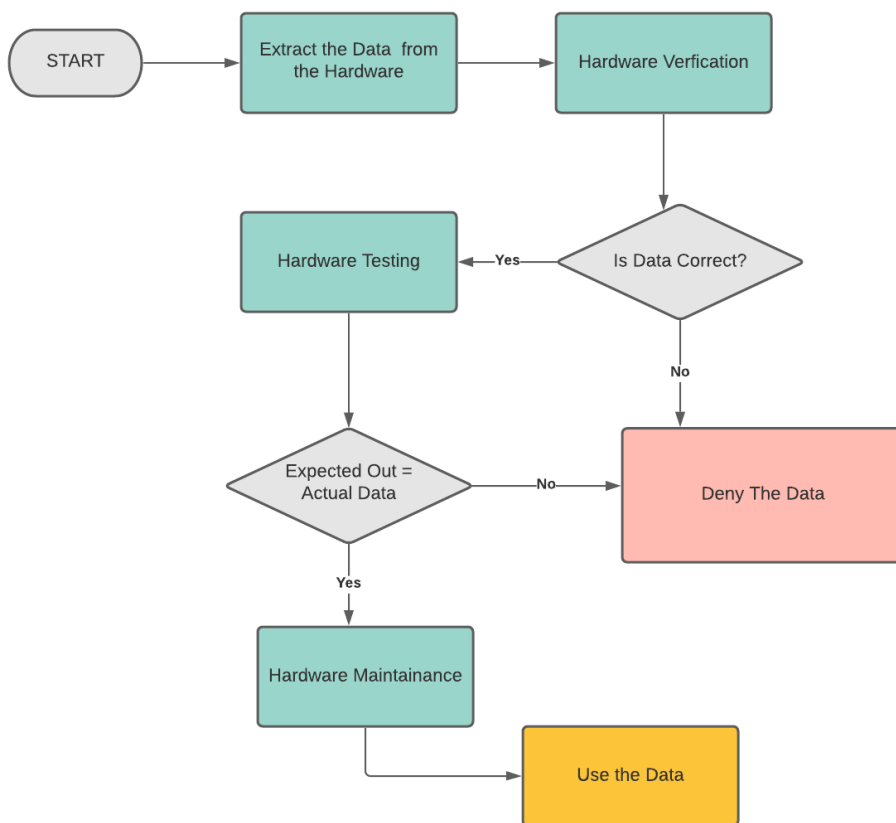 START
Extract the Data from
the Hardware
Hardware Verfication
Is Data Correct?
Yes
Hardware Testing
No
Expected Out =
Actual Data
No
Deny The Data
Yes
Hardware Maintainance
Use the Data